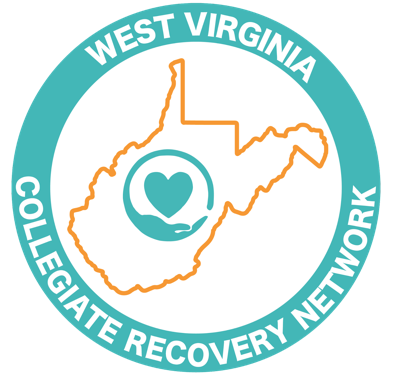 WEST VIRGINIA
COLLEGIATE RECOVERY NETWORK